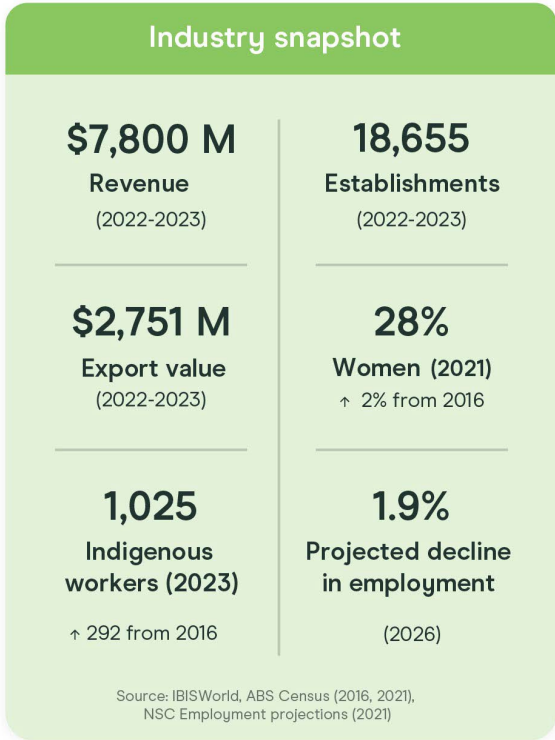 Industry snapshot
$7,800 M
Revenue
(2022-2023)
18,655
Establishments
(2022-2023)
$2,751 M
Export value
(2022-2023)
28%
Women (2021)
↑ 2% from 2016
1,025
Indigenous
workers (2023)
↑ 292 from 2016
1.9%
Projected decline
in employment
(2026)
Source: IBISWorld, ABS Census (2016, 2021),
NSC Employment projections (2021)